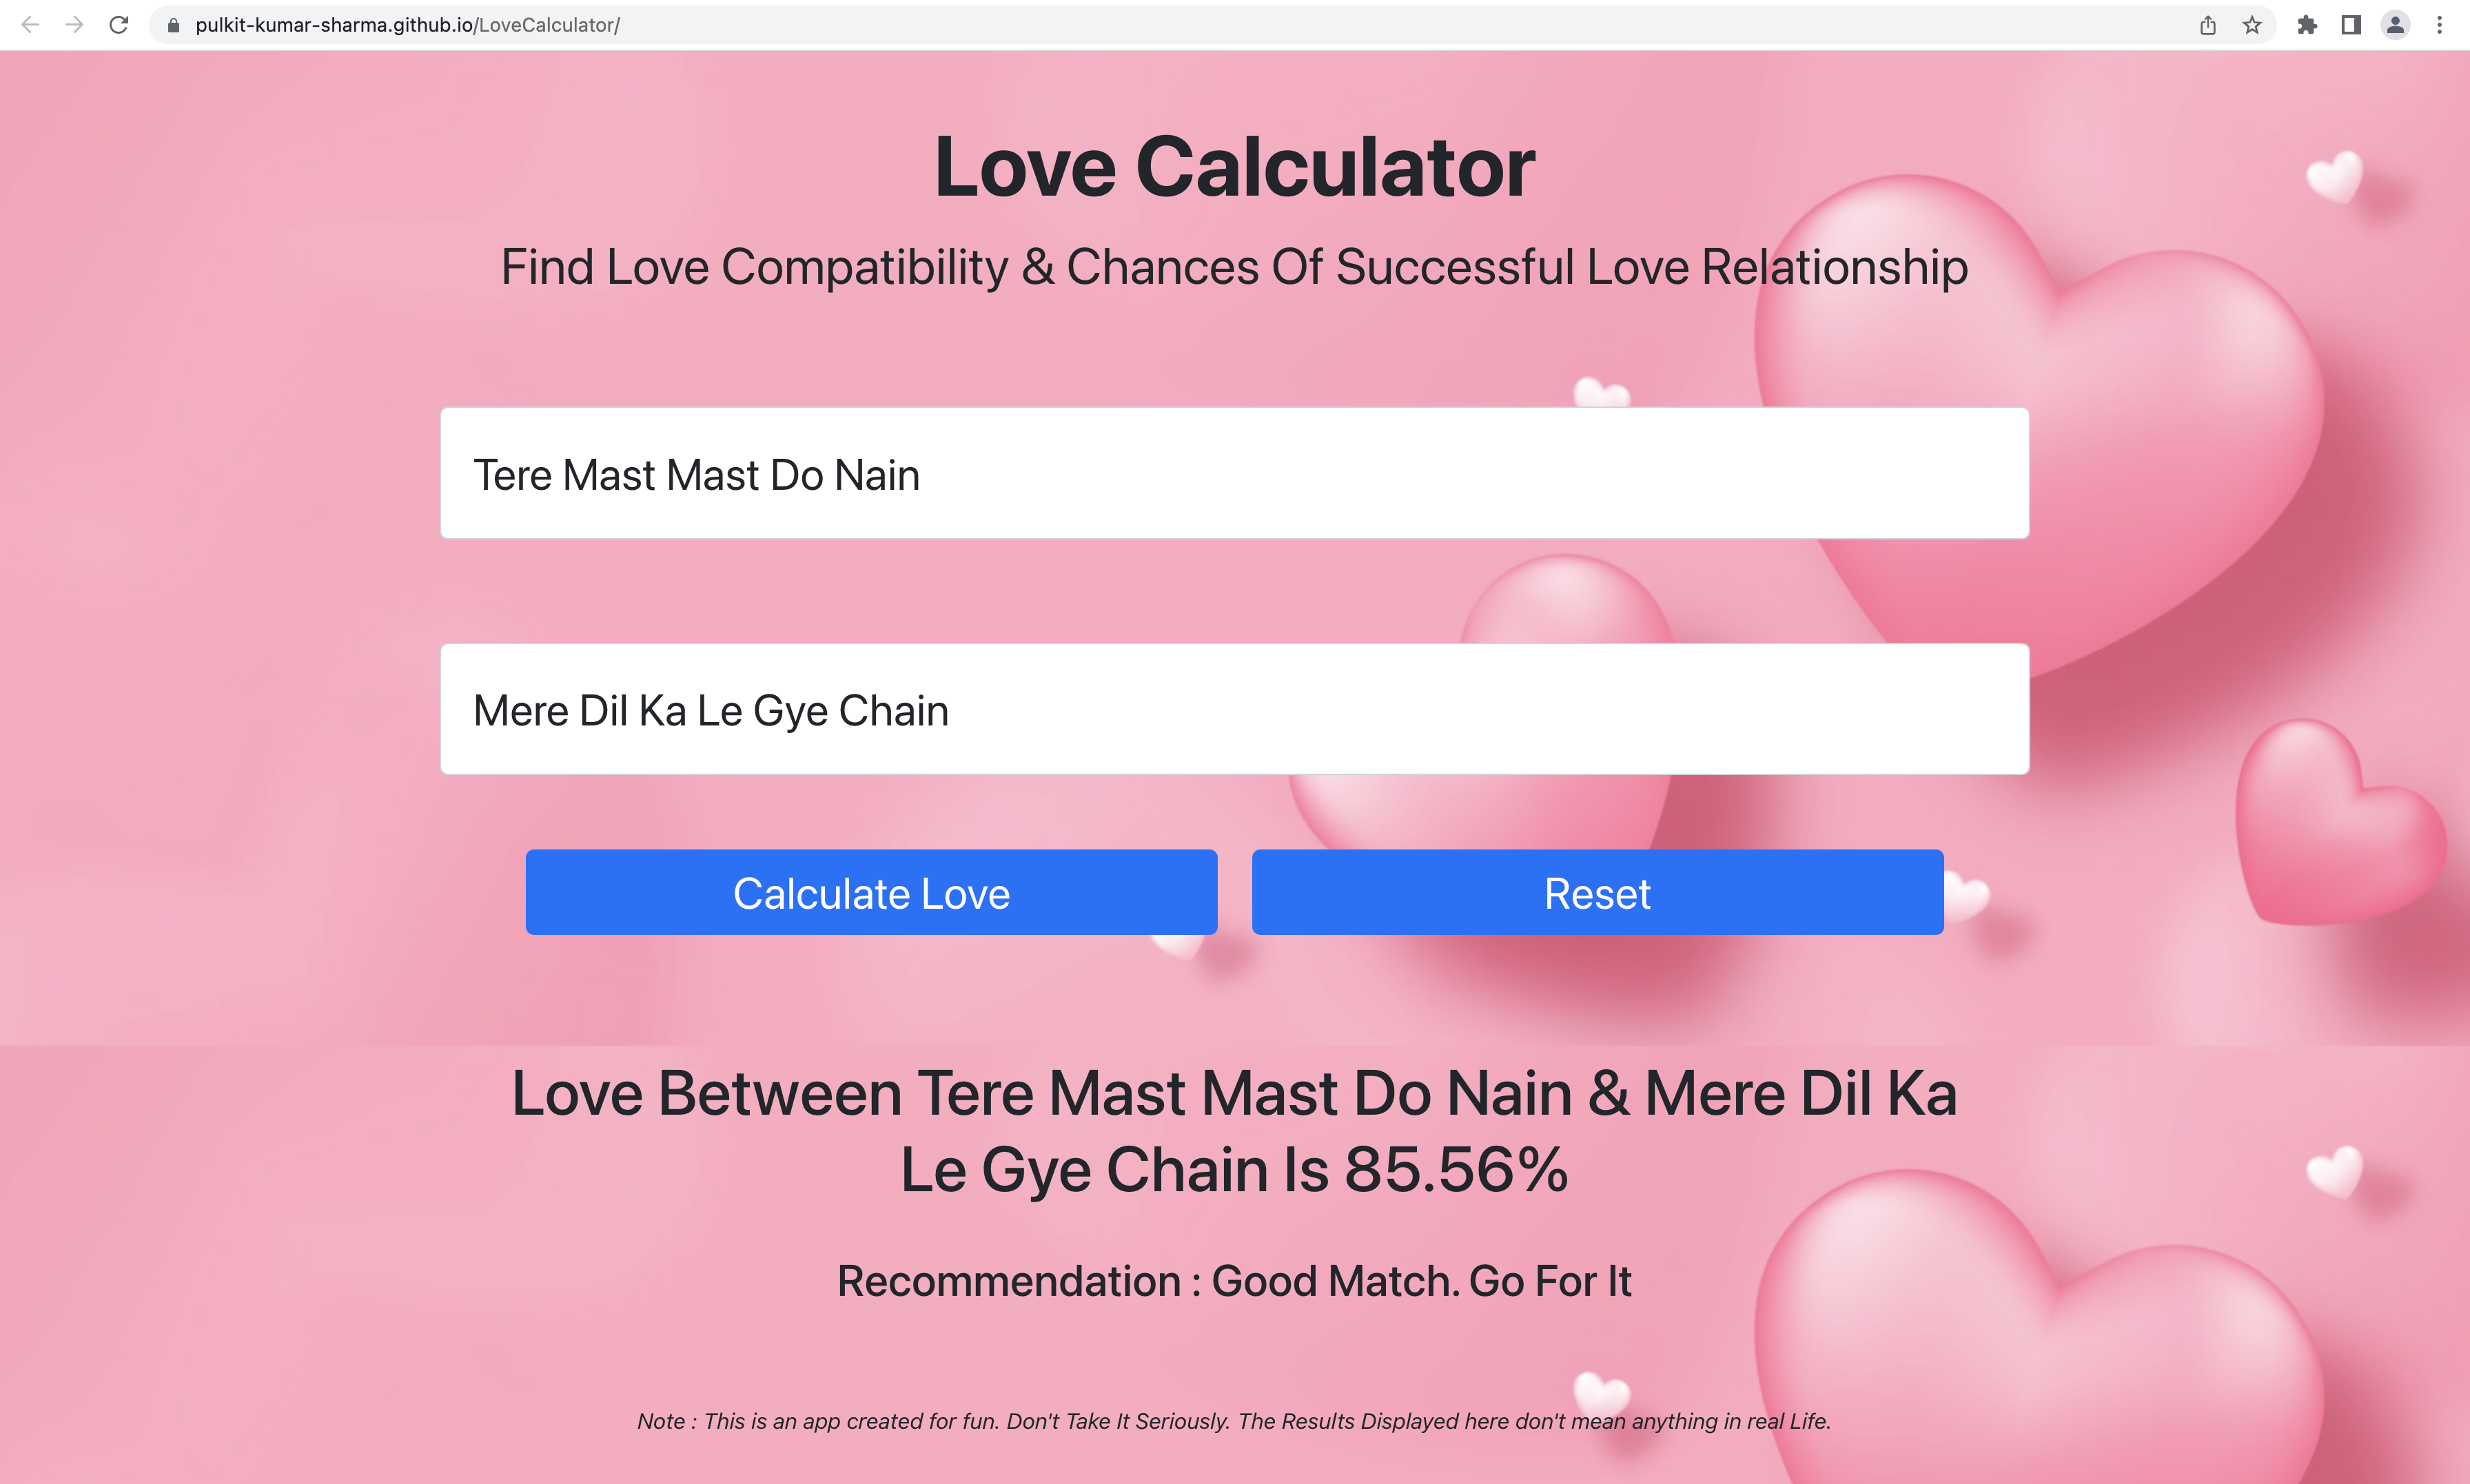 pulkit-kumar-sharma.github.io/LoveCalculator/
Love Calculator
Find Love Compatibility & Chances Of Successful Love Relationship
Tere Mast Mast Do Nain
Mere Dil Ka Le Gye Chain
Calculate Love
Reset
Love Between Tere Mast Mast Do Nain & Mere Dil Ka
Le Gye Chain Is 85.56%
Recommendation : Good Match. Go For It
Note : This is an app created for fun. Don't Take It Seriously. The Results Displayed here don't mean anything in real Life.